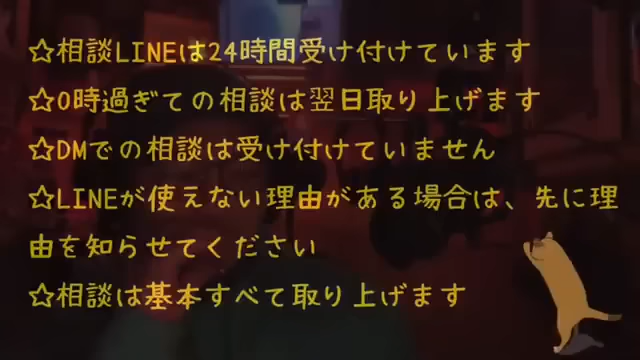 ☆相談LINEは24時間受け付けています
☆0時過ぎての相談は翌日取り上げます
☆DMでの相談は受け付けていません
☆LINEが使えない理由がある場合は、先に理
由を知らせてください
☆相談は基本すべて取り上げます